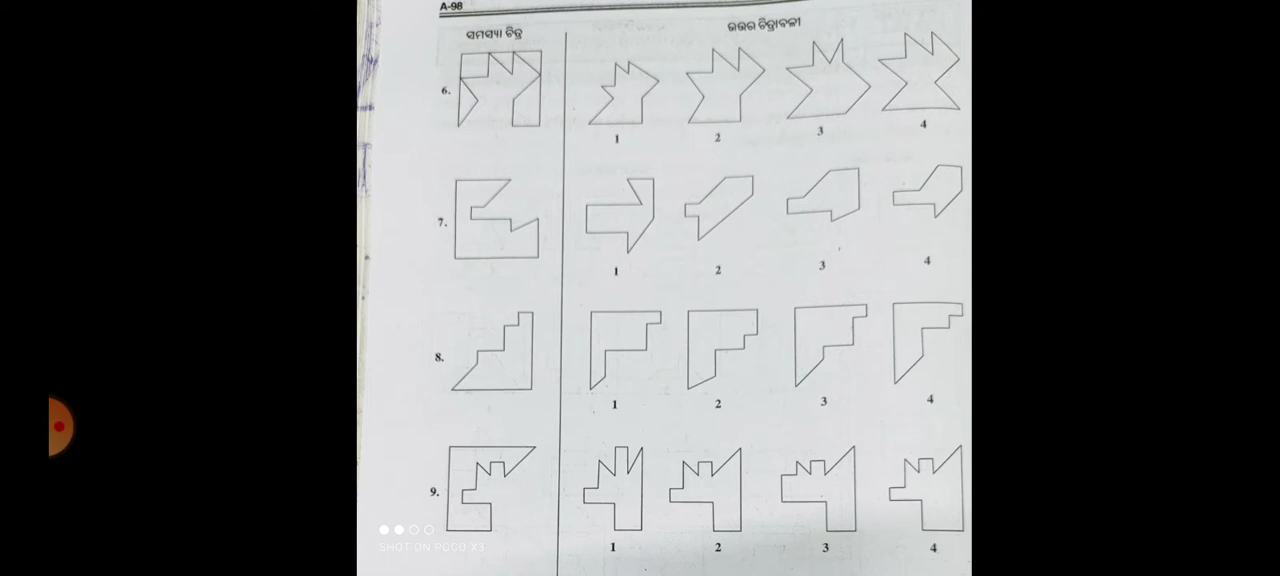 A-98
ସମସ୍ୟା ଚିତ୍ର
ଉତ୍ତର ଚିତ୍ରାବଳୀ
6.
1 2 3 4
7.
1 2 3 4
8.
1 2 3 4
9.
1 2 3 4
SHOT ON POCO X3